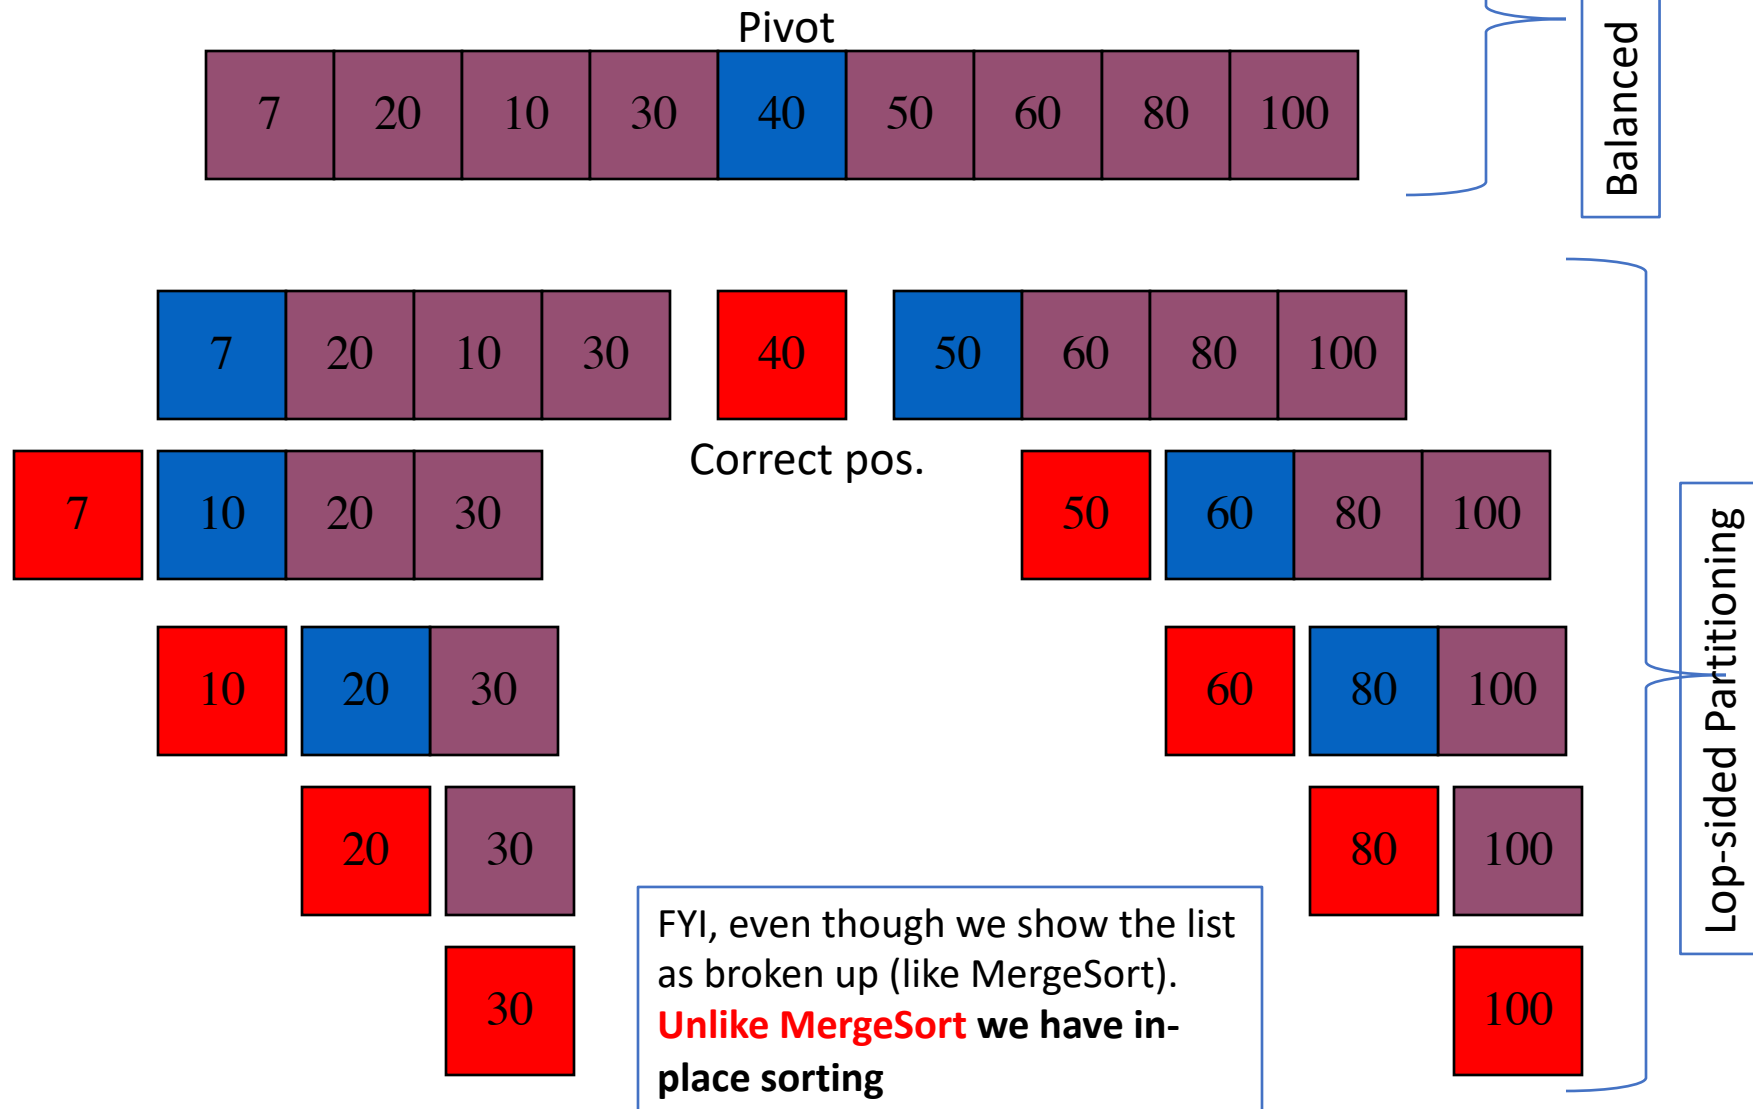 Pivot
7 20 10 30 40 50 60 80 100
Balanced
7 20 10 30 40 50 60 80 100
Correct pos.
7 10 20 30 50 60 80 100
10 20 30 60 80 100
20 30 80 100
30 100
Lop-sided Partitioning
FYI, even though we show the list
as broken up (like MergeSort).
Unlike MergeSort we have in-
place sorting